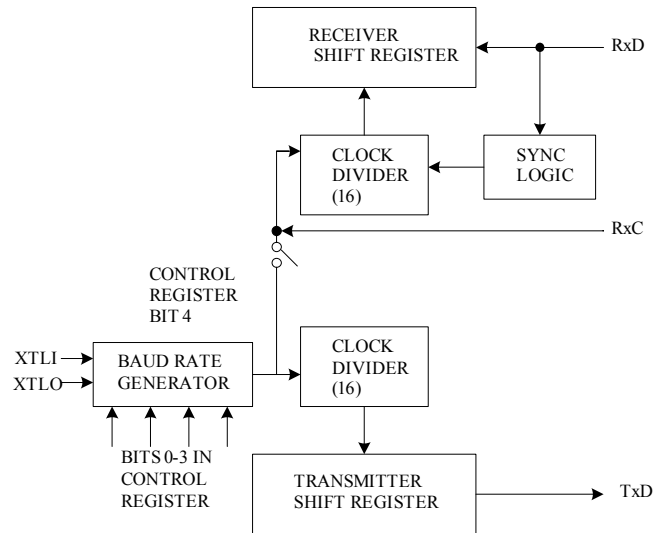 RECEIVER
SHIFT REGISTER
RxD
CLOCK
DIVIDER
(16)
SYNC
LOGIC
RxC
CONTROL
REGISTER
BIT 4
XTLI
XTLO
BAUD RATE
GENERATOR
CLOCK
DIVIDER
(16)
BITS 0-3 IN
CONTROL
REGISTER
TRANSMITTER
SHIFT REGISTER
TxD